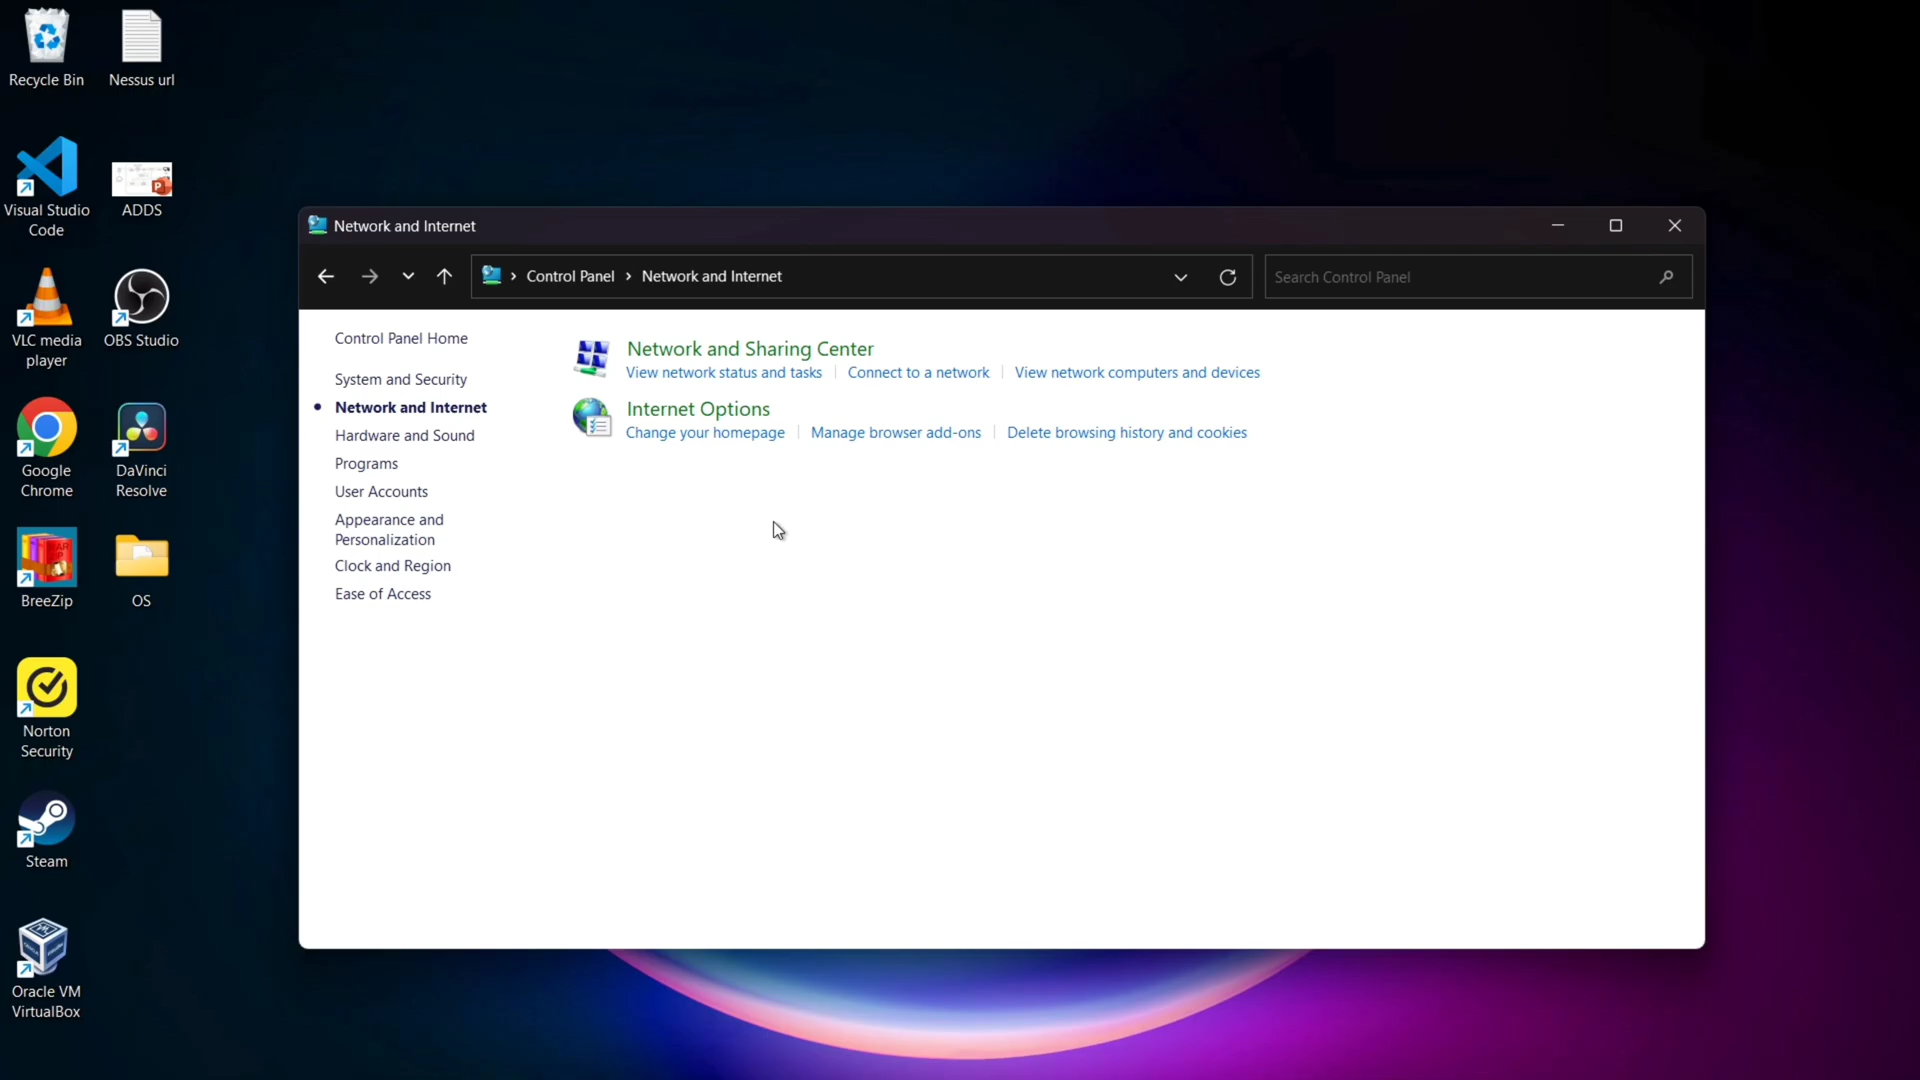 Recycle Bin
Nessus url
Visual Studio
Code
ADDS
VLC media
player
OBS Studio
Google
Chrome
DaVinci
Resolve
BreeZip
OS
Norton
Security
Steam
Oracle VM
VirtualBox
Network and Internet
Control Panel > Network and Internet
Search Control Panel
Control Panel Home
System and Security
Network and Internet
Hardware and Sound
Programs
User Accounts
Appearance and
Personalization
Clock and Region
Ease of Access
Network and Sharing Center
View network status and tasks | Connect to a network | View network computers and devices
Internet Options
Change your homepage | Manage browser add-ons | Delete browsing history and cookies